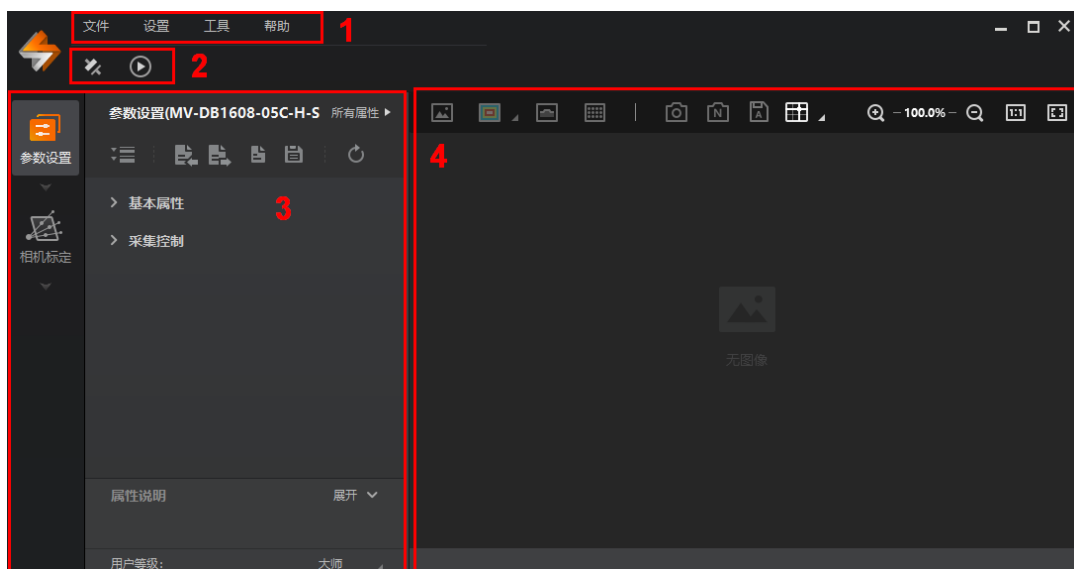 文件 设置 工具 帮助 1
2
参数设置(MV-DB1608-05C-H-S 所有属性
参数设置
相机标定
基本属性
采集控制
3
属性说明 展开
用户等级: 大师
4
N A 100.0% 1:1
无图像